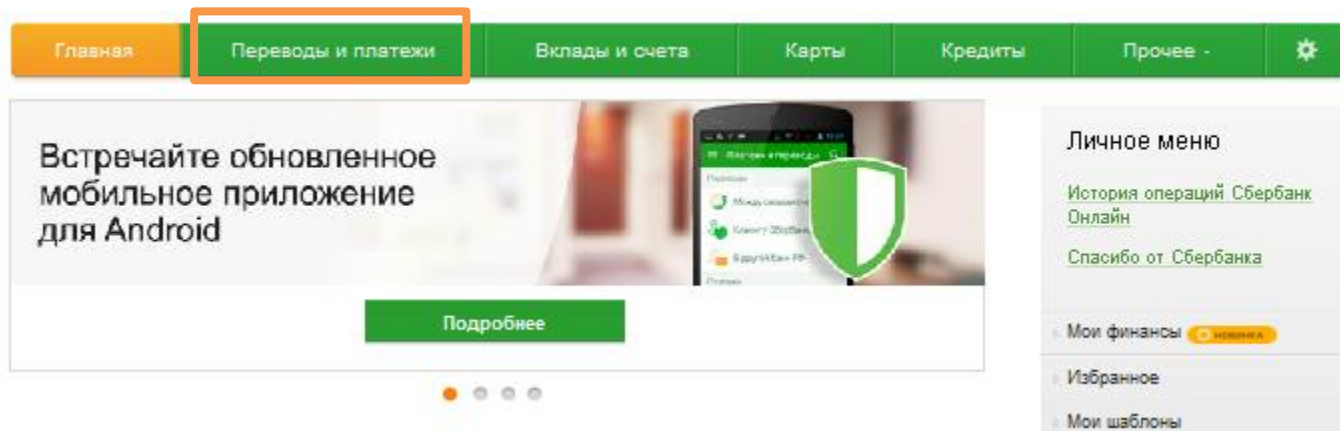 Главная
Переводы и платежи
Вклады и счета
Карты
Кредиты
Прочее -
Встречайте обновленное
мобильное приложение
для Android
Подробнее
Личное меню
История операций Сбербанк
Онлайн
Спасибо от Сбербанка
Мои финансы НОВИНКА
Избранное
Мои шаблоны